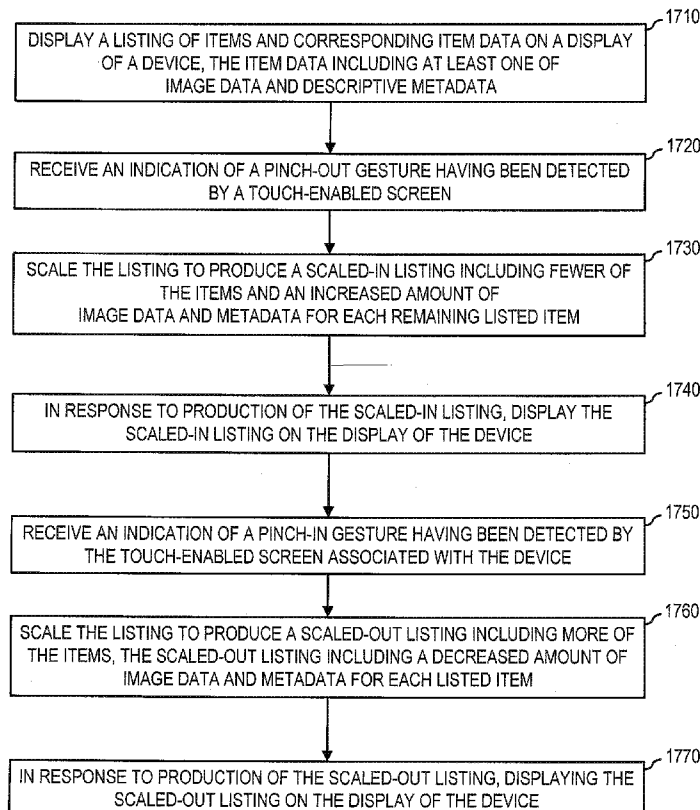 1710
DISPLAY A LISTING OF ITEMS AND CORRESPONDING ITEM DATA ON A DISPLAY
OF A DEVICE, THE ITEM DATA INCLUDING AT LEAST ONE OF
IMAGE DATA AND DESCRIPTIVE METADATA
1720
RECEIVE AN INDICATION OF A PINCH-OUT GESTURE HAVING BEEN DETECTED
BY A TOUCH-ENABLED SCREEN
1730
SCALE THE LISTING TO PRODUCE A SCALED-IN LISTING INCLUDING FEWER OF
THE ITEMS AND AN INCREASED AMOUNT OF
IMAGE DATA AND METADATA FOR EACH REMAINING LISTED ITEM
1740
IN RESPONSE TO PRODUCTION OF THE SCALED-IN LISTING, DISPLAY THE
SCALED-IN LISTING ON THE DISPLAY OF THE DEVICE
1750
RECEIVE AN INDICATION OF A PINCH-IN GESTURE HAVING BEEN DETECTED BY
THE TOUCH-ENABLED SCREEN ASSOCIATED WITH THE DEVICE
1760
SCALE THE LISTING TO PRODUCE A SCALED-OUT LISTING INCLUDING MORE OF
THE ITEMS, THE SCALED-OUT LISTING INCLUDING A DECREASED AMOUNT OF
IMAGE DATA AND METADATA FOR EACH LISTED ITEM
1770
IN RESPONSE TO PRODUCTION OF THE SCALED-OUT LISTING, DISPLAYING THE
SCALED-OUT LISTING ON THE DISPLAY OF THE DEVICE